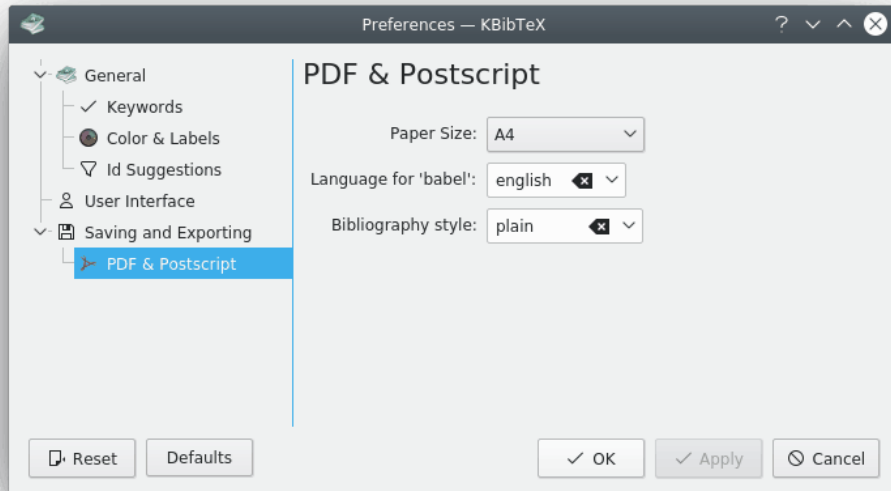 Preferences — KBibTeX
General
Keywords
Color & Labels
Id Suggestions
User Interface
Saving and Exporting
PDF & Postscript
PDF & Postscript
Paper Size: A4
Language for 'babel': english
Bibliography style: plain
Reset Defaults OK Apply Cancel